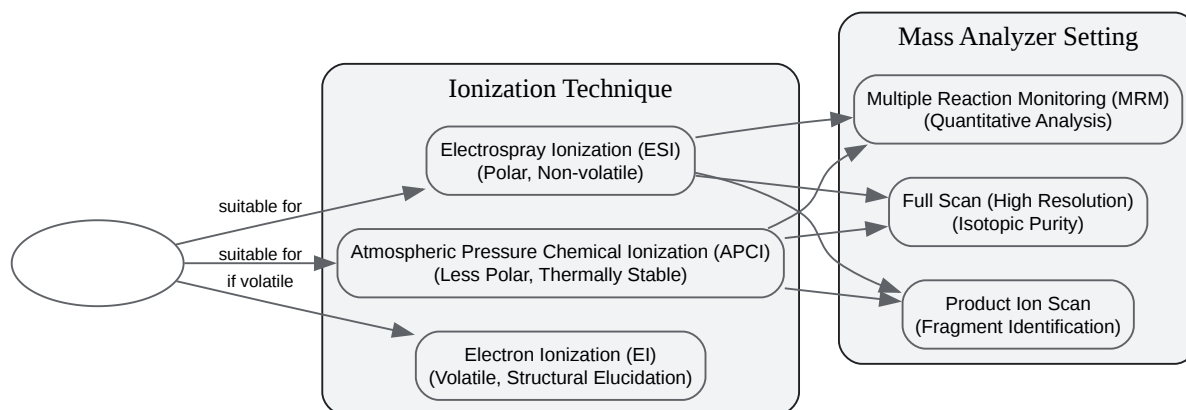 Mass Analyzer Setting
Ionization Technique
Multiple Reaction Monitoring (MRM)
(Quantitative Analysis)
Electrospray Ionization (ESI)
(Polar, Non-volatile)
suitable for
Full Scan (High Resolution)
(Isotopic Purity)
suitable for
Atmospheric Pressure Chemical Ionization (APCI)
(Less Polar, Thermally Stable)
if volatile
Product Ion Scan
(Fragment Identification)
Electron Ionization (EI)
(Volatile, Structural Elucidation)